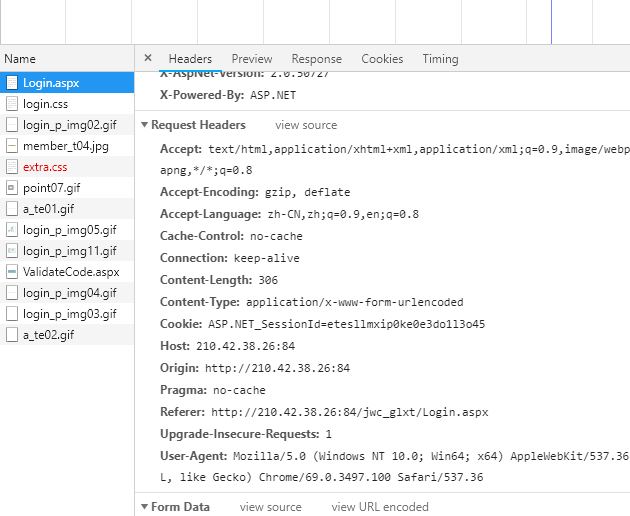 Name
Headers Preview Response Cookies Timing
Login.aspx
login.css
login_p_img02.gif
member_t04.jpg
extra.css
point07.gif
a_te01.gif
login_p_img05.gif
login_p_img11.gif
ValidateCode.aspx
login_p_img04.gif
login_p_img03.gif
a_te02.gif
X-AspNet-Version: 2.0.50727
X-Powered-By: ASP.NET
Request Headers view source
Accept: text/html,application/xhtml+xml,application/xml;q=0.9,image/webp
apng,*/*;q=0.8
Accept-Encoding: gzip, deflate
Accept-Language: zh-CN,zh;q=0.9,en;q=0.8
Cache-Control: no-cache
Connection: keep-alive
Content-Length: 306
Content-Type: application/x-www-form-urlencoded
Cookie: ASP.NET_SessionId=etesllmxip0ke0e3do1l3o45
Host: 210.42.38.26:84
Origin: http://210.42.38.26:84
Pragma: no-cache
Referer: http://210.42.38.26:84/jwc_glxt/Login.aspx
Upgrade-Insecure-Requests: 1
User-Agent: Mozilla/5.0 (Windows NT 10.0; Win64; x64) AppleWebKit/537.36
L, like Gecko) Chrome/69.0.3497.100 Safari/537.36
Form Data view source view URL encoded